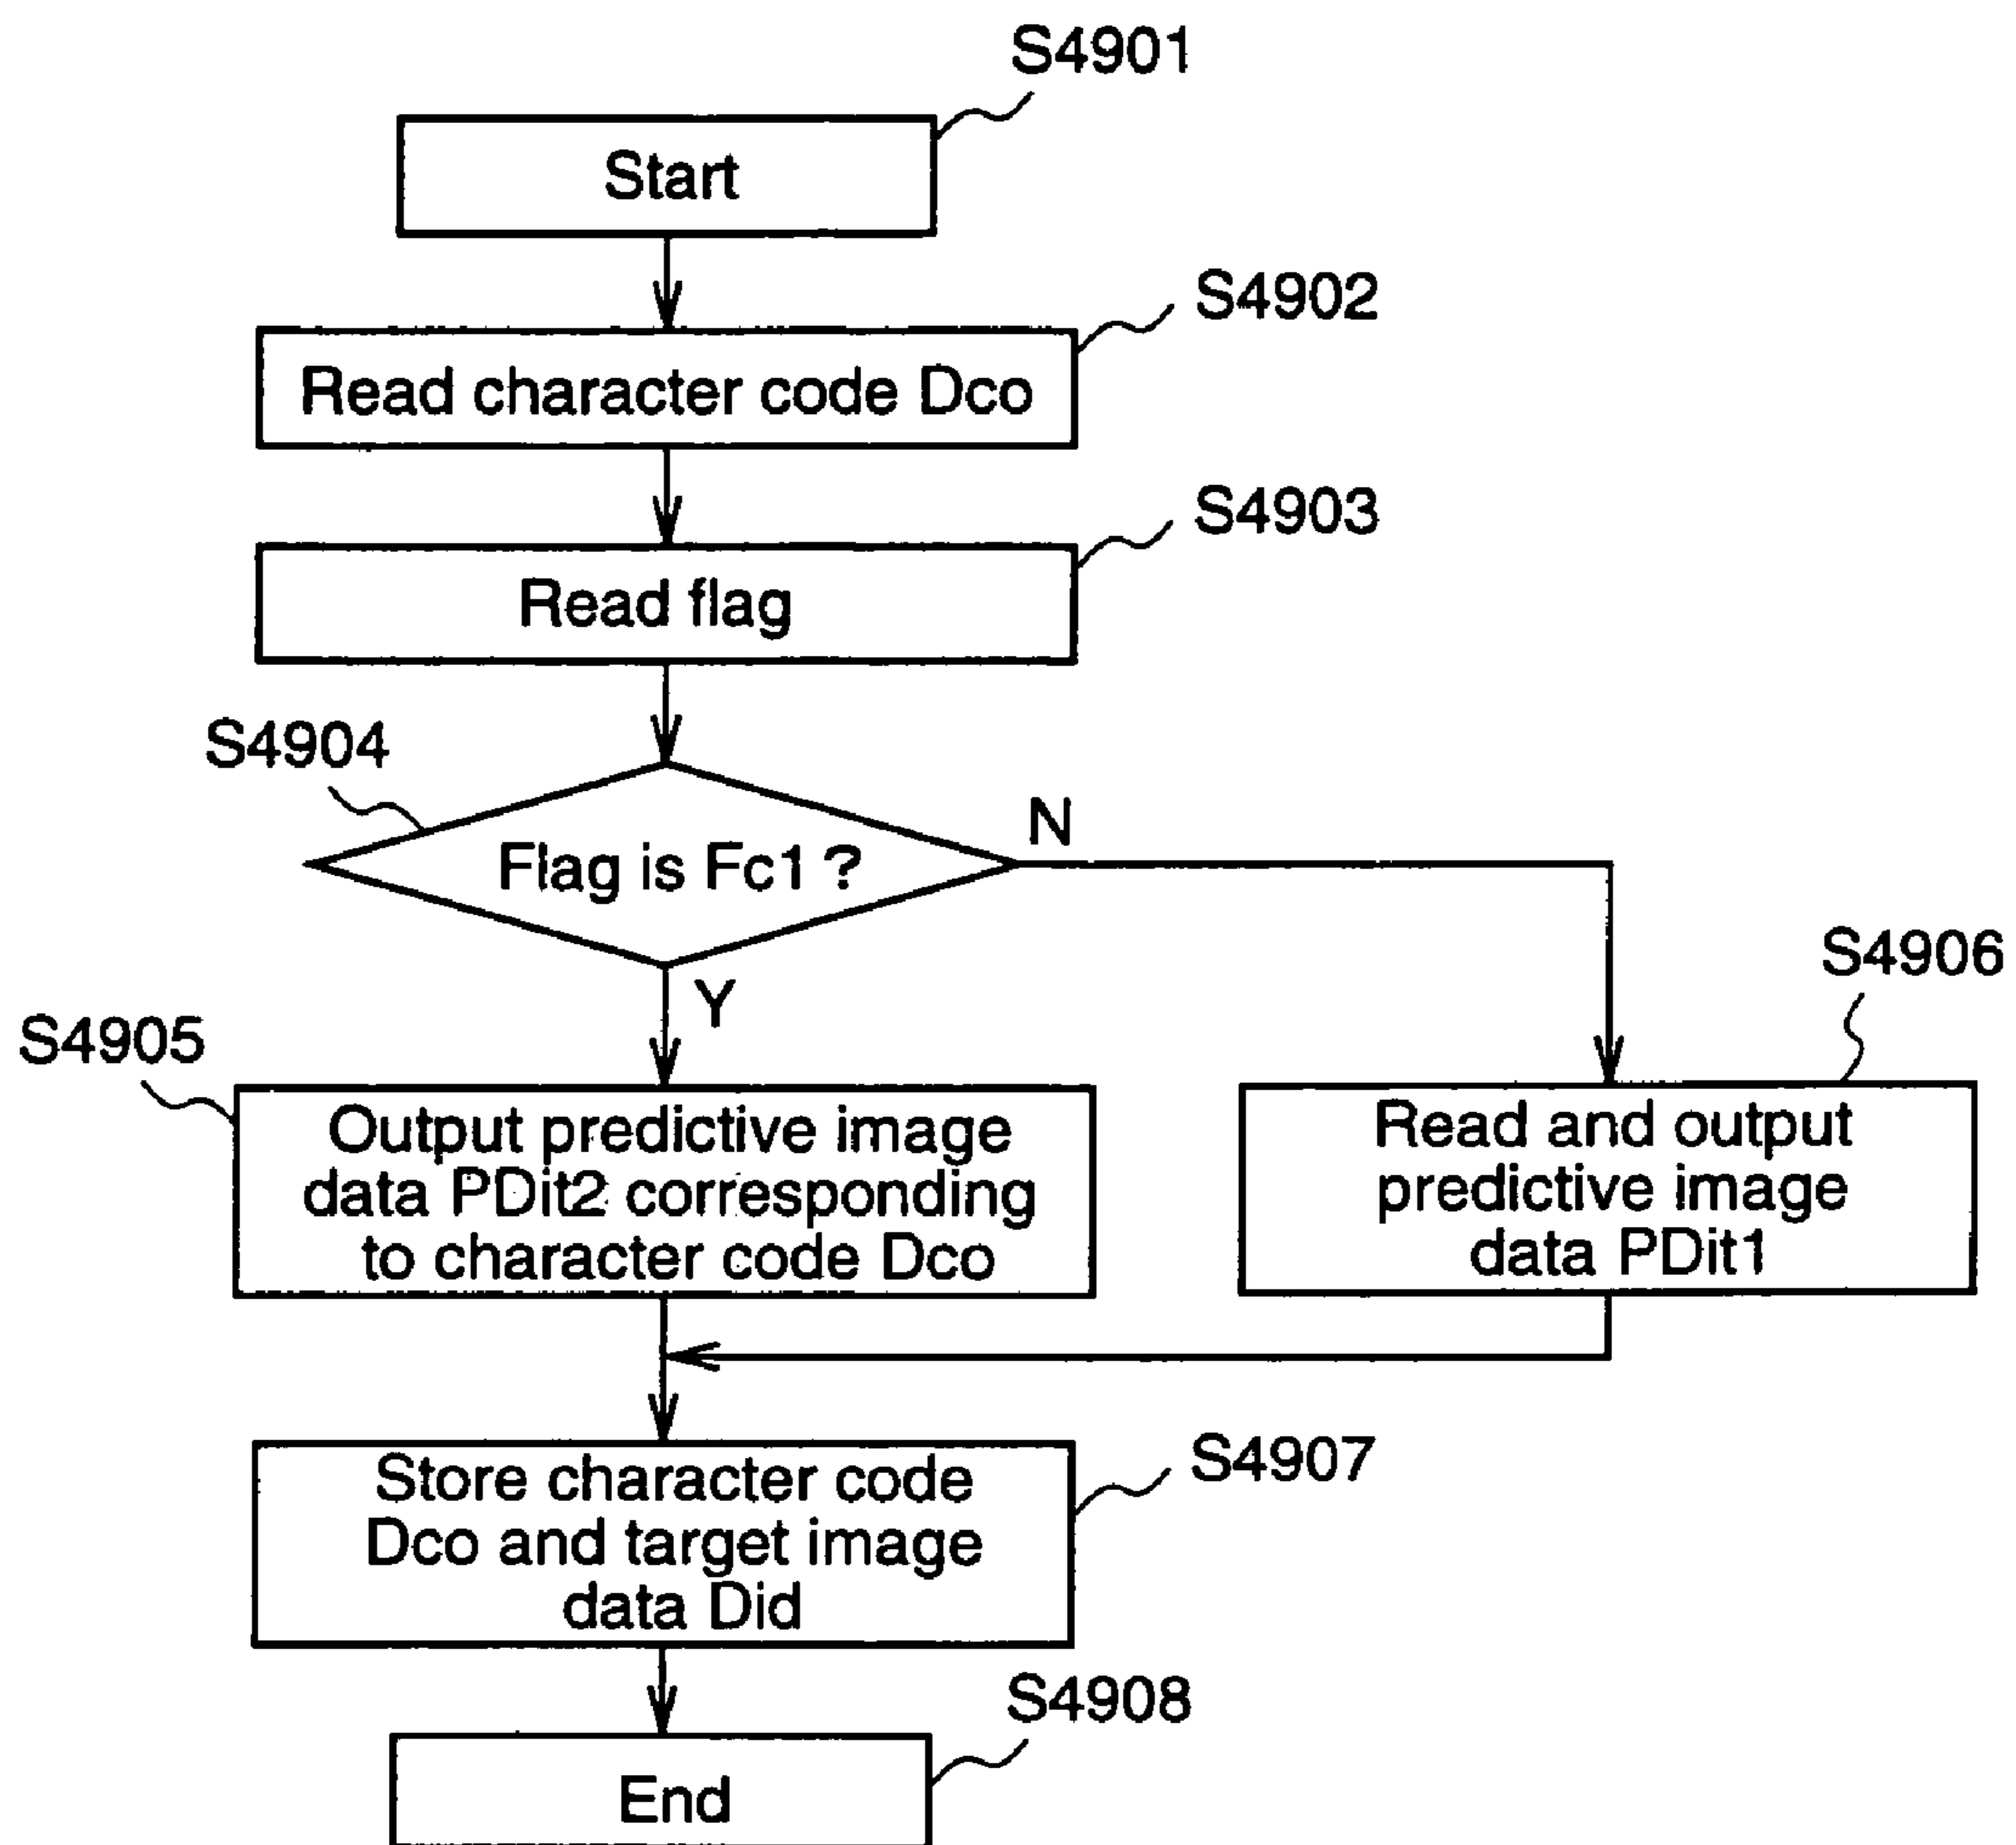 S4901
Start
S4902
Read character code Dco
S4903
Read flag
S4904
Flag is Fc1 ?
N
Y
S4905
Output predictive image
data PDit2 corresponding
to character code Dco
S4906
Read and output
predictive image
data PDit1
S4907
Store character code
Dco and target image
data Did
S4908
End